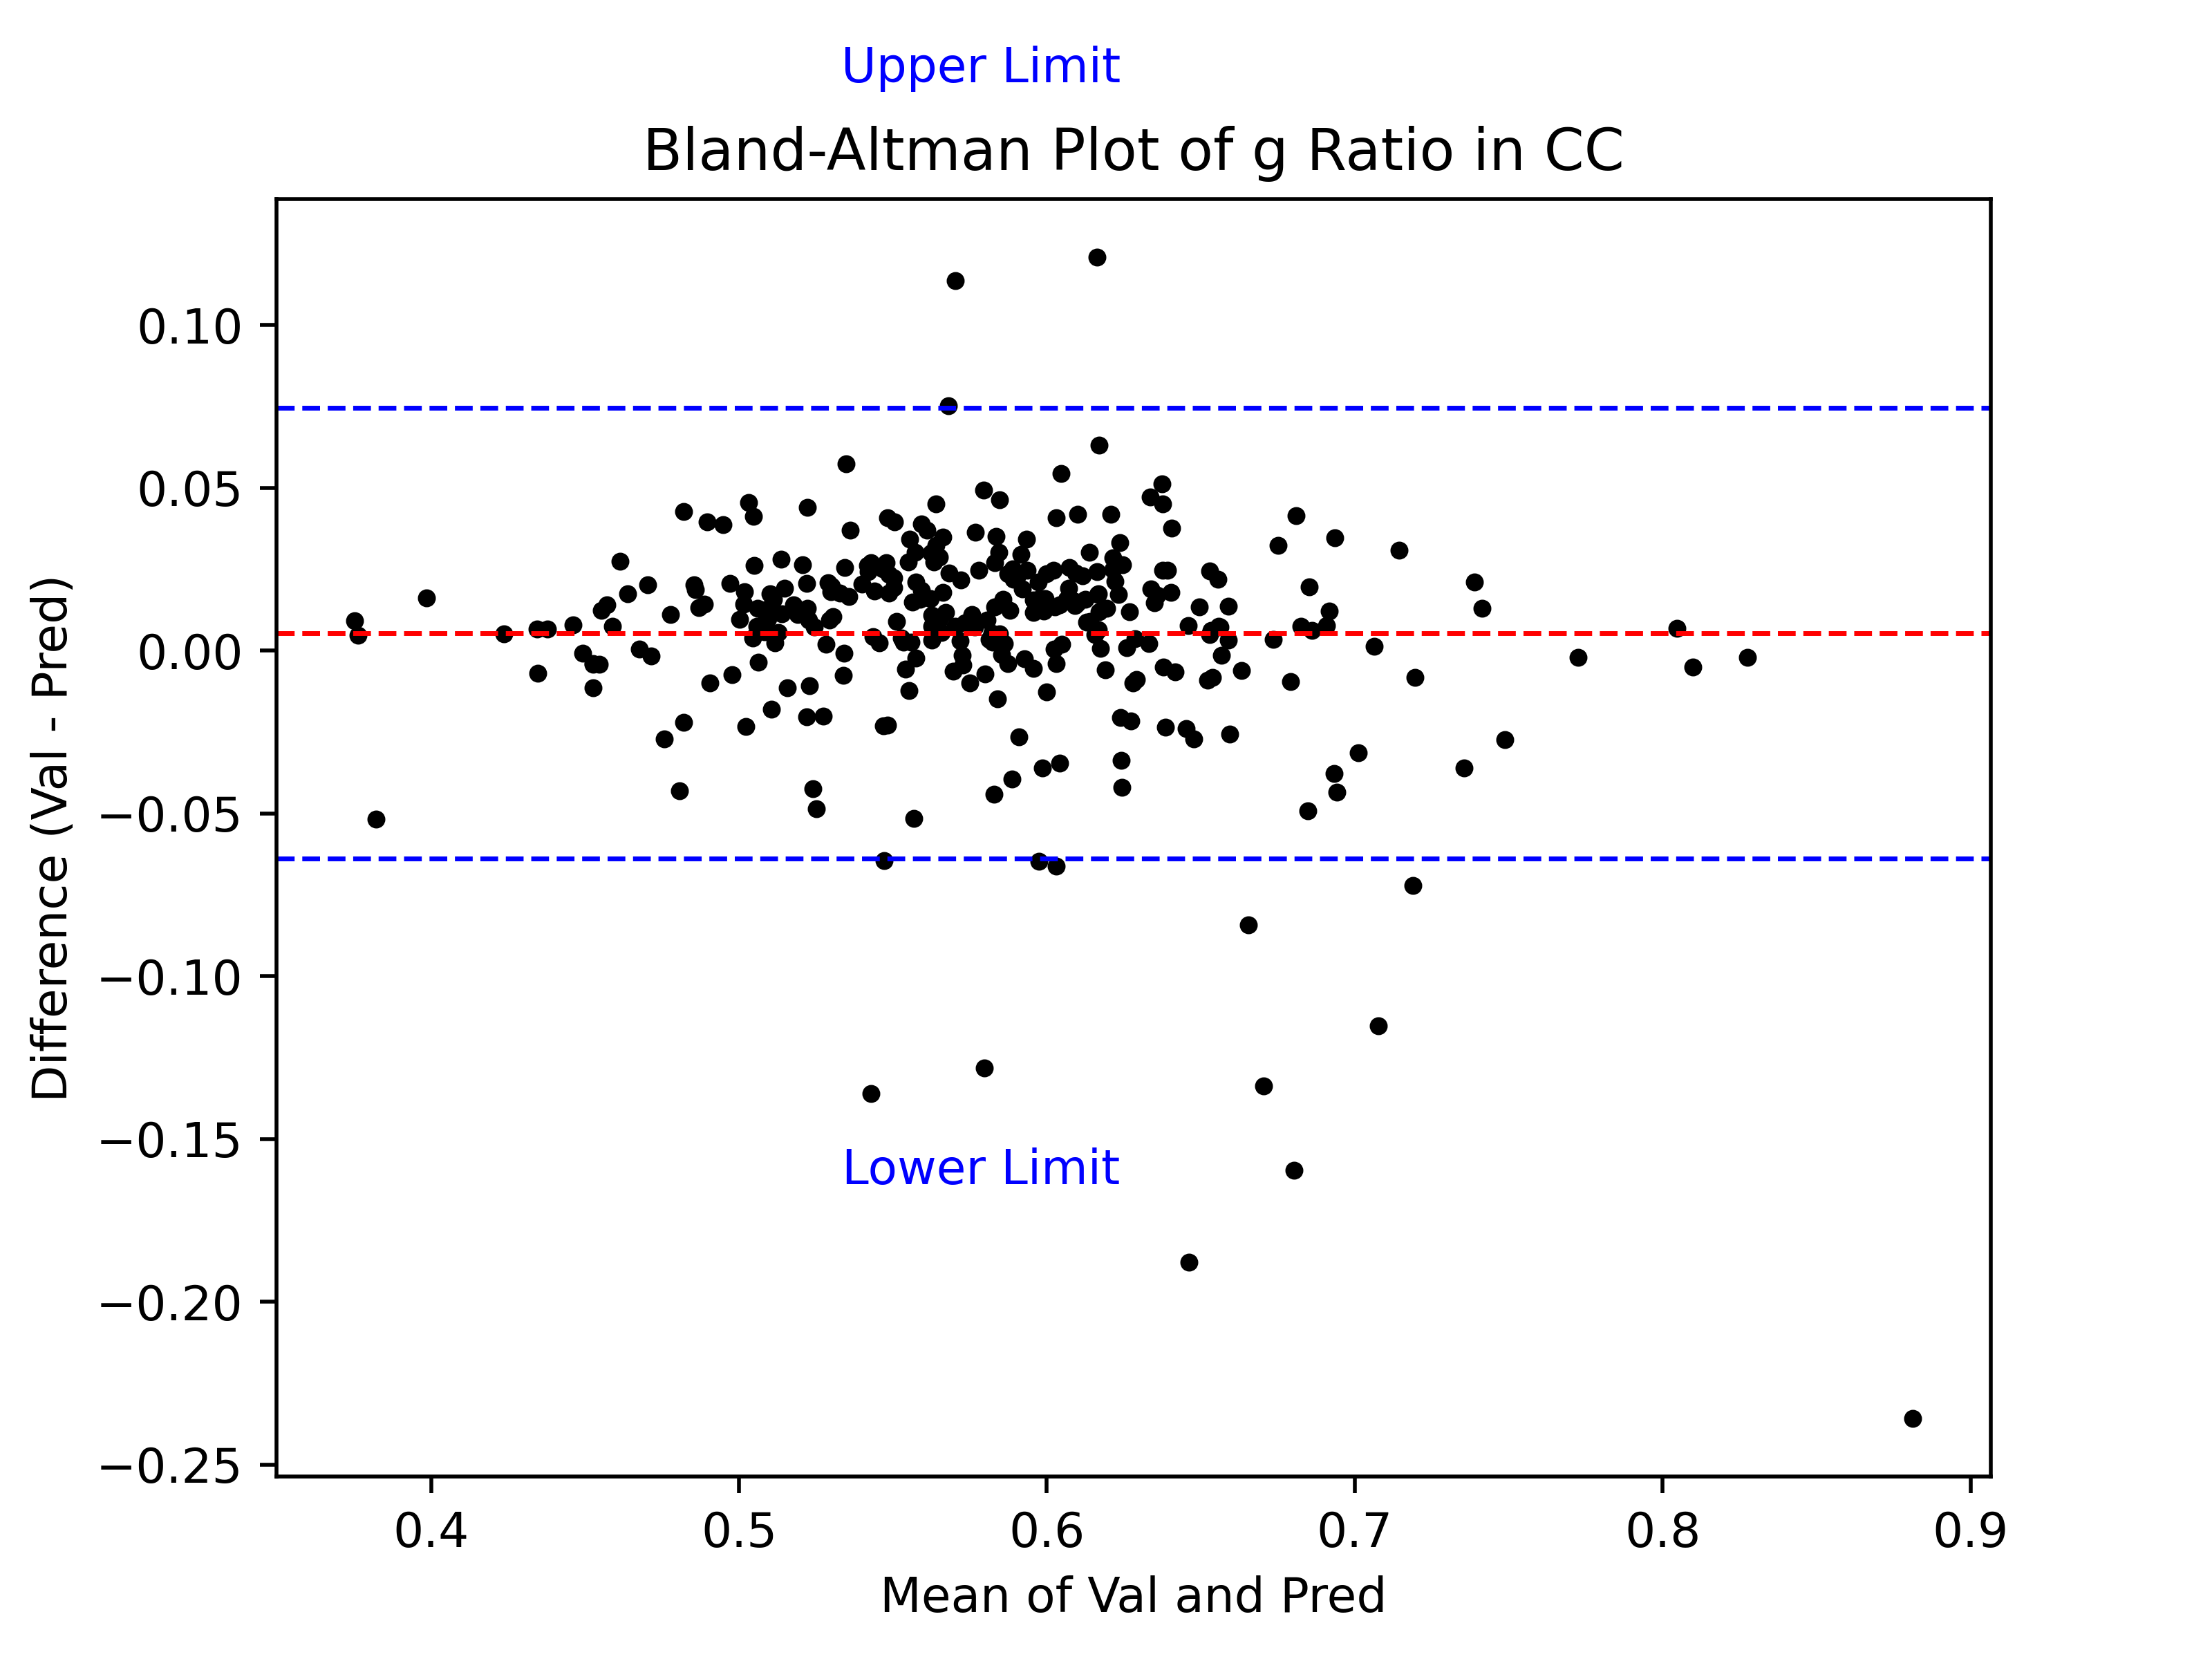 Upper Limit
Bland-Altman Plot of g Ratio in CC
0.10
0.05
0.00
−0.05
−0.10
−0.15
−0.20
−0.25
Difference (Val - Pred)
Lower Limit
0.4 0.5 0.6 0.7 0.8 0.9
Mean of Val and Pred